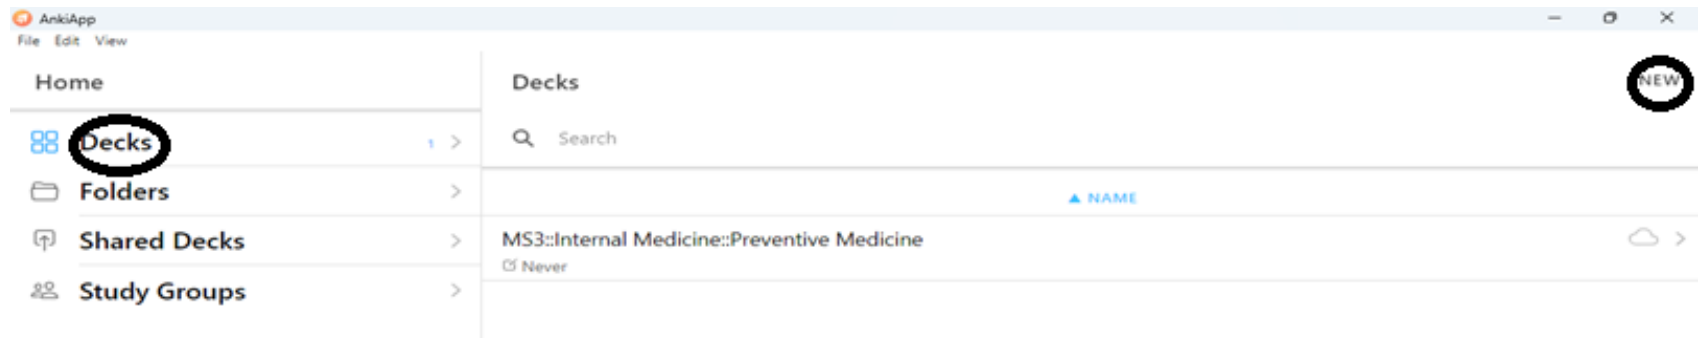 AnkiApp
File Edit View
Home
Decks
NEW
Decks 1
Search
Folders
NAME
Shared Decks
MS3::Internal Medicine::Preventive Medicine
Never
Study Groups